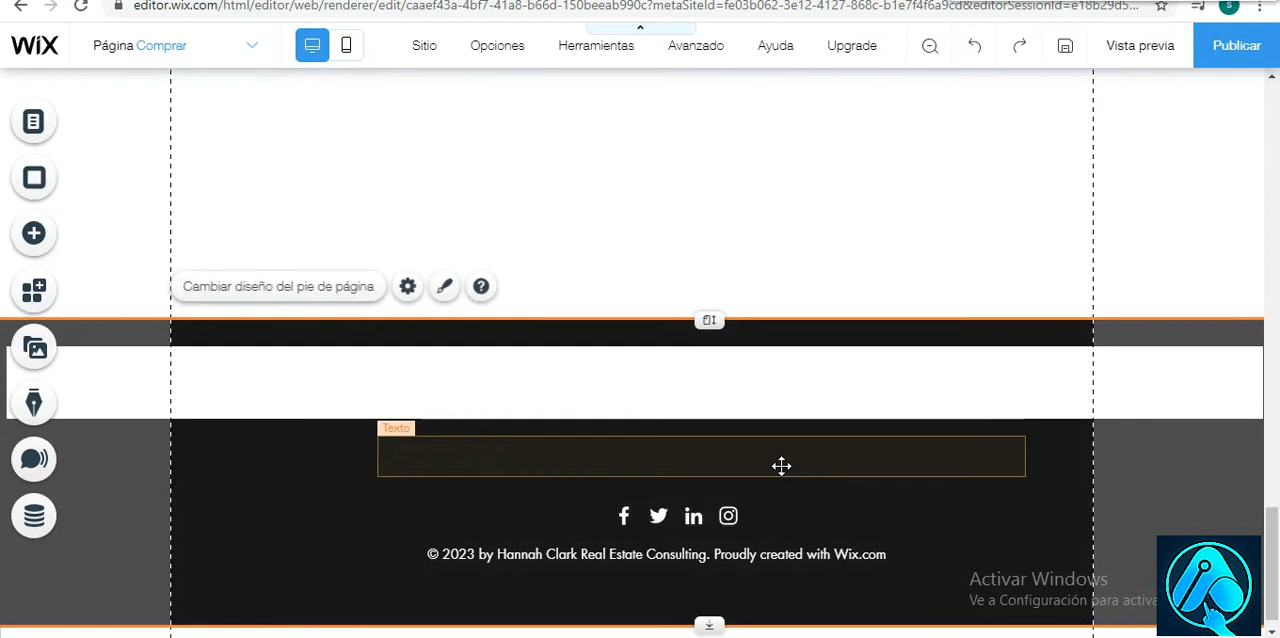 editor.wix.com/html/editor/web/renderer/edit/caaef43a-4bf7-41a8-b66d-150beeab990c?metaSiteId=fe03b062-3e12-4127-868c-b1e7f4f6a9cd&editorSessionId=e18b29d5...
S
WiX
Página Comprar
Sitio
Opciones
Herramientas
Avanzado
Ayuda
Upgrade
Vista previa
Publicar
Cambiar diseño del pie de página
Texto
© 2023 by Hannah Clark Real Estate Consulting. Proudly created with Wix.com
Activar Windows
Ve a Configuración para activa